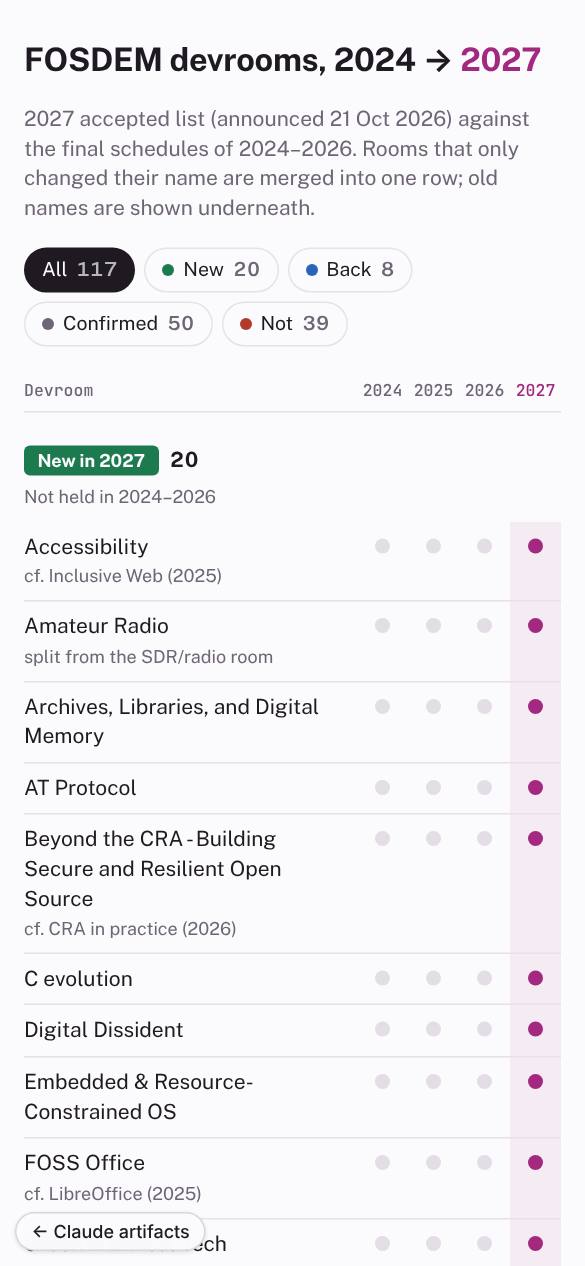 FOSDEM devrooms, 2024 → 2027
2027 accepted list (announced 21 Oct 2026) against
the final schedules of 2024–2026. Rooms that only
changed their name are merged into one row; old
names are shown underneath.
All 117 New 20 Back 8
Confirmed 50 Not 39
Devroom 2024 2025 2026 2027
New in 2027 20
Not held in 2024–2026
Accessibility
cf. Inclusive Web (2025)
Amateur Radio
split from the SDR/radio room
Archives, Libraries, and Digital
Memory
AT Protocol
Beyond the CRA - Building
Secure and Resilient Open
Source
cf. CRA in practice (2026)
C evolution
Digital Dissident
Embedded & Resource-
Constrained OS
FOSS Office
cf. LibreOffice (2025)
← Claude artifacts